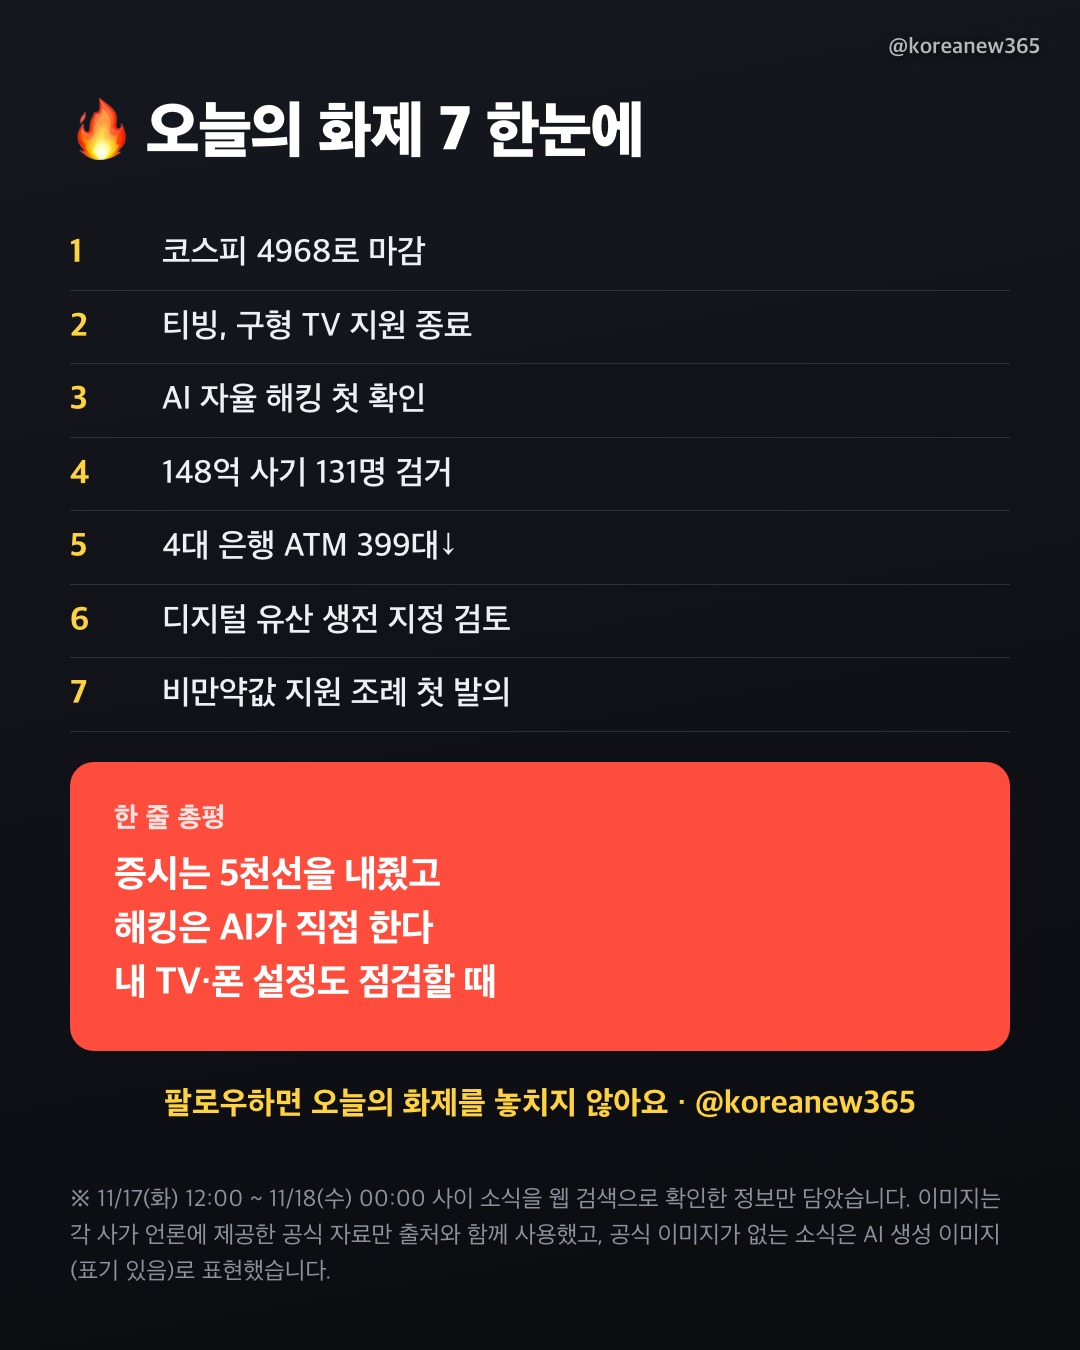 @koreanew365
🔥 오늘의 화제 7 한눈에
1 코스피 4968로 마감
2 티빙, 구형 TV 지원 종료
3 AI 자율 해킹 첫 확인
4 148억 사기 131명 검거
5 4대 은행 ATM 399대↓
6 디지털 유산 생전 지정 검토
7 비만약값 지원 조례 첫 발의
한 줄 총평
증시는 5천선을 내줬고
해킹은 AI가 직접 한다
내 TV·폰 설정도 점검할 때
팔로우하면 오늘의 화제를 놓치지 않아요 · @koreanew365
※ 11/17(화) 12:00 ~ 11/18(수) 00:00 사이 소식을 웹 검색으로 확인한 정보만 담았습니다. 이미지는
각 사가 언론에 제공한 공식 자료만 출처와 함께 사용했고, 공식 이미지가 없는 소식은 AI 생성 이미지
(표기 있음)로 표현했습니다.